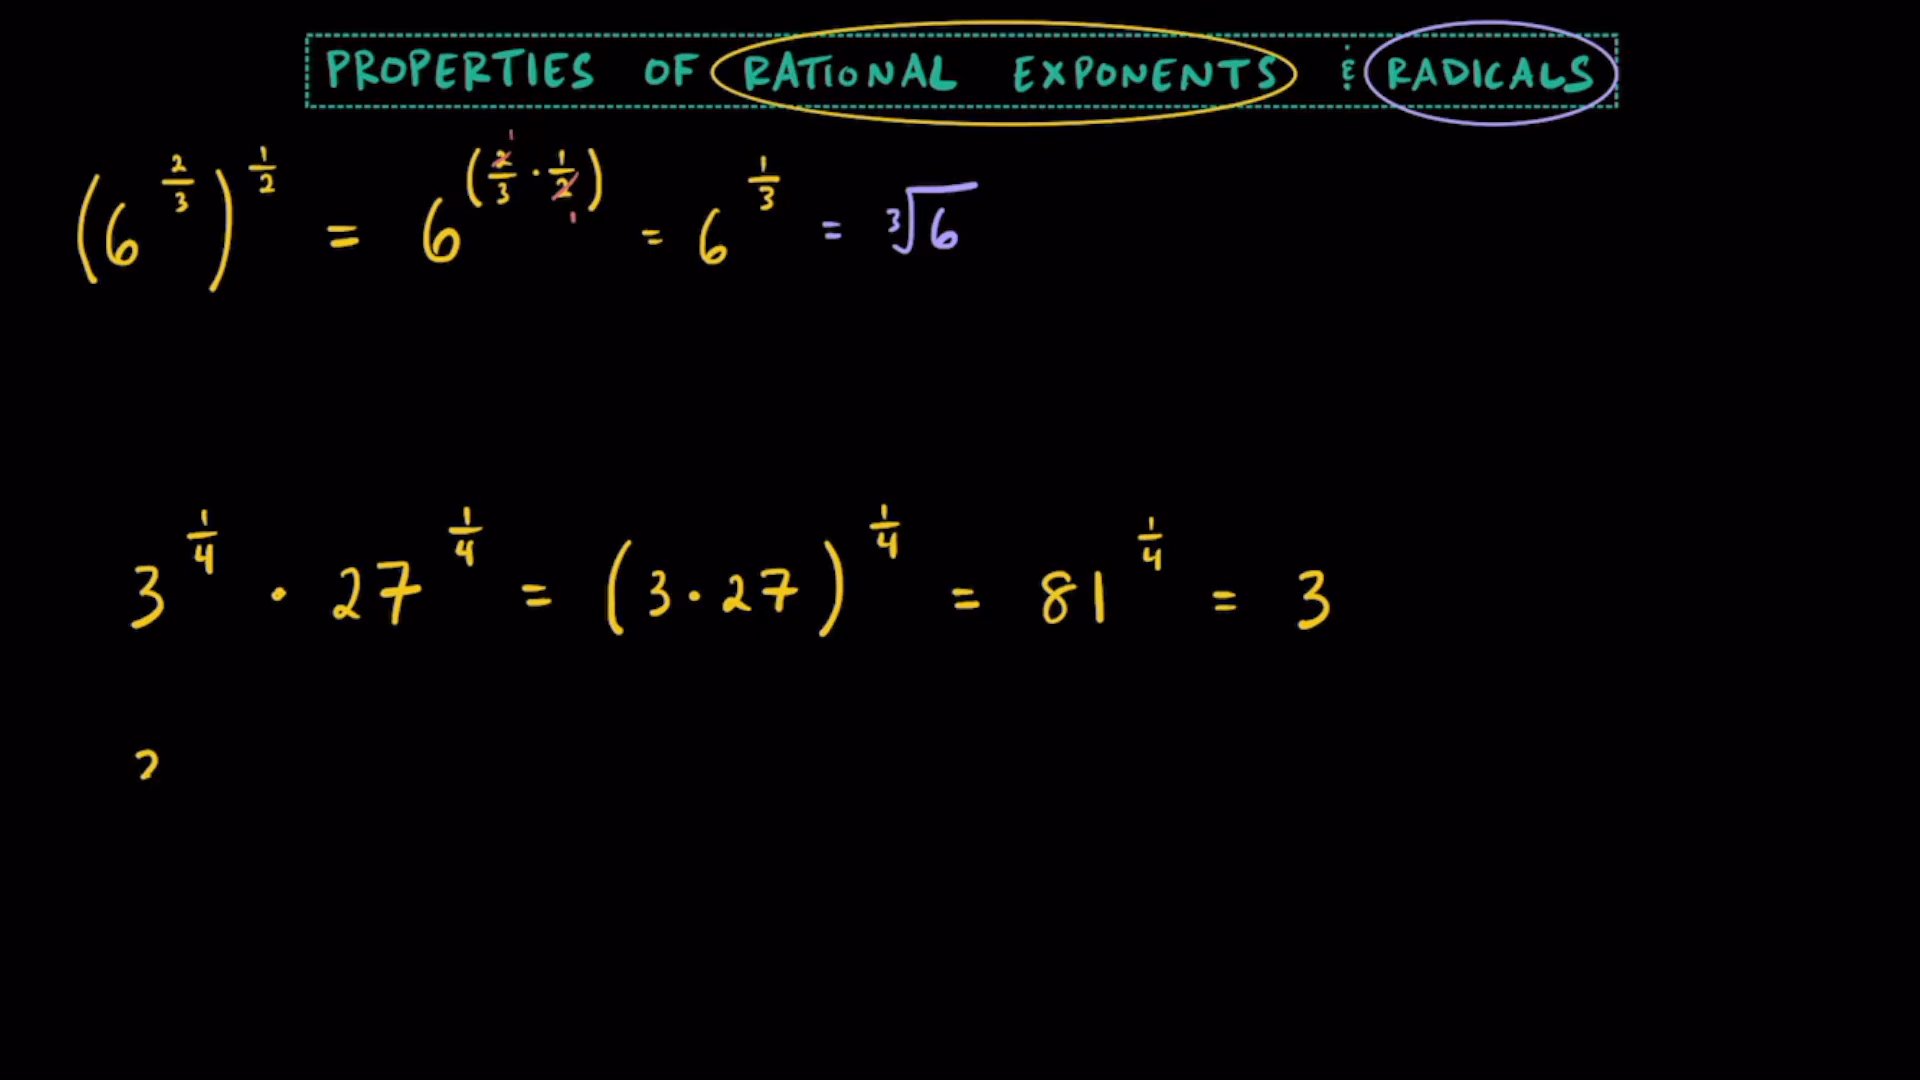 PROPERTIES OF RATIONAL EXPONENTS & RADICALS
(6^(2/3))^(1/2) = 6^(2/3 · 1/2) = 6^(1/3) = ∛6
3^(1/4) · 27^(1/4) = (3 · 27)^(1/4) = 81^(1/4) = 3